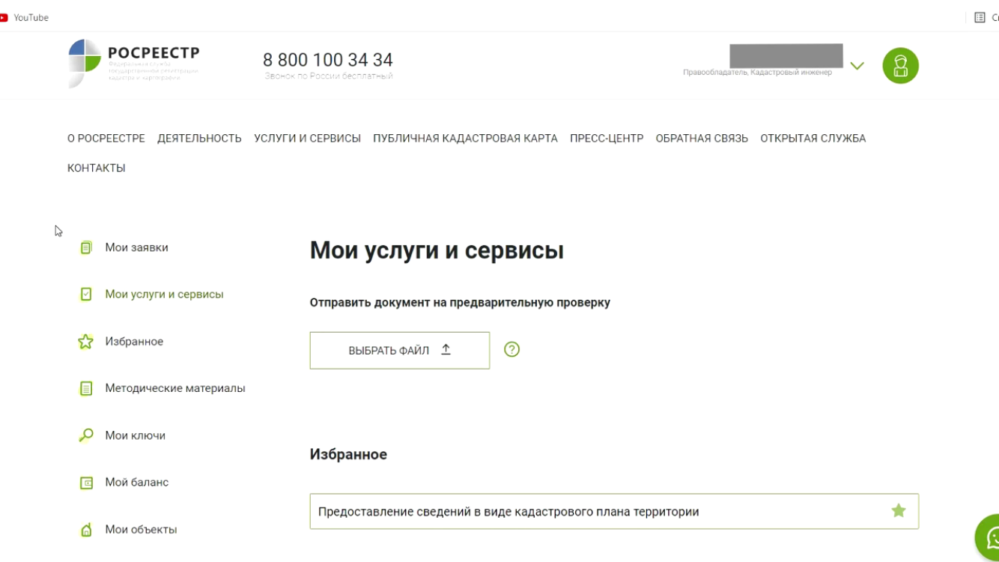 YouTube
РОСРЕЕСТР
Федеральная служба
государственной регистрации,
кадастра и картографии
8 800 100 34 34
Звонок по России бесплатный
Правообладатель, Кадастровый инженер
О РОСРЕЕСТРЕ ДЕЯТЕЛЬНОСТЬ УСЛУГИ И СЕРВИСЫ ПУБЛИЧНАЯ КАДАСТРОВАЯ КАРТА ПРЕСС-ЦЕНТР ОБРАТНАЯ СВЯЗЬ ОТКРЫТАЯ СЛУЖБА
КОНТАКТЫ
Мои заявки
Мои услуги и сервисы
Избранное
Методические материалы
Мои ключи
Мой баланс
Мои объекты
Мои услуги и сервисы
Отправить документ на предварительную проверку
ВЫБРАТЬ ФАЙЛ
Избранное
Предоставление сведений в виде кадастрового плана территории